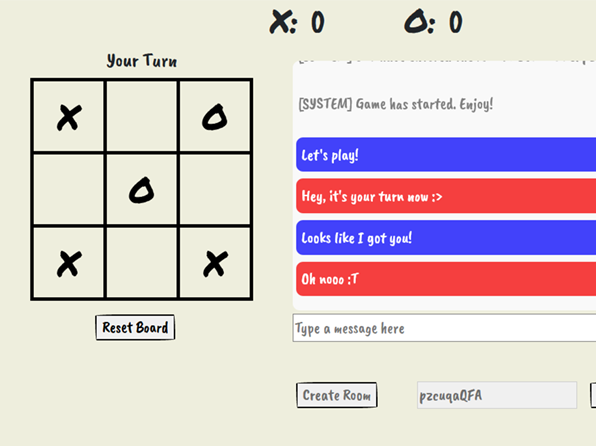 X: 0 O: 0
Your Turn
X O
O
X X
Reset Board
[SYSTEM] Game has started. Enjoy!
Let's play!
Hey, it's your turn now :>
Looks like I got you!
Oh nooo :T
Type a message here
Create Room
pzcuqaQFA